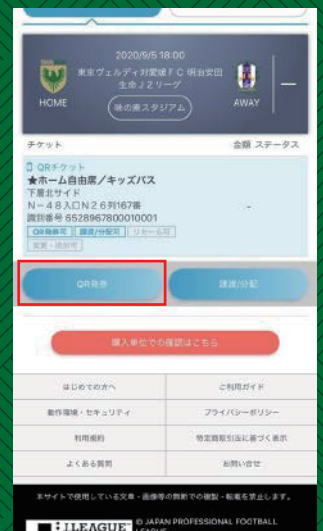 2020/9/5 18:00
東京ヴェルディ対愛媛FC 明治安田
生命J2リーグ
HOME
味の素スタジアム
AWAY
チケット
金額 ステータス
QRチケット
★ホーム自由席/キッズパス
下層北サイド
N-48入口N26列167番
-
識別番号 6528967800010001
QR発券可 譲渡/分配可 リセール可
変更・追加可
QR発券
譲渡/分配
購入単位での確認はこちら
はじめての方へ
ご利用ガイド
動作環境・セキュリティ
プライバシーポリシー
利用規約
特定商取引法に基づく表示
よくある質問
お問い合せ
本サイトで使用している文章・画像等の無断での複製・転載を禁止します。
J.LEAGUE
© JAPAN PROFESSIONAL FOOTBALL
LEAGUE